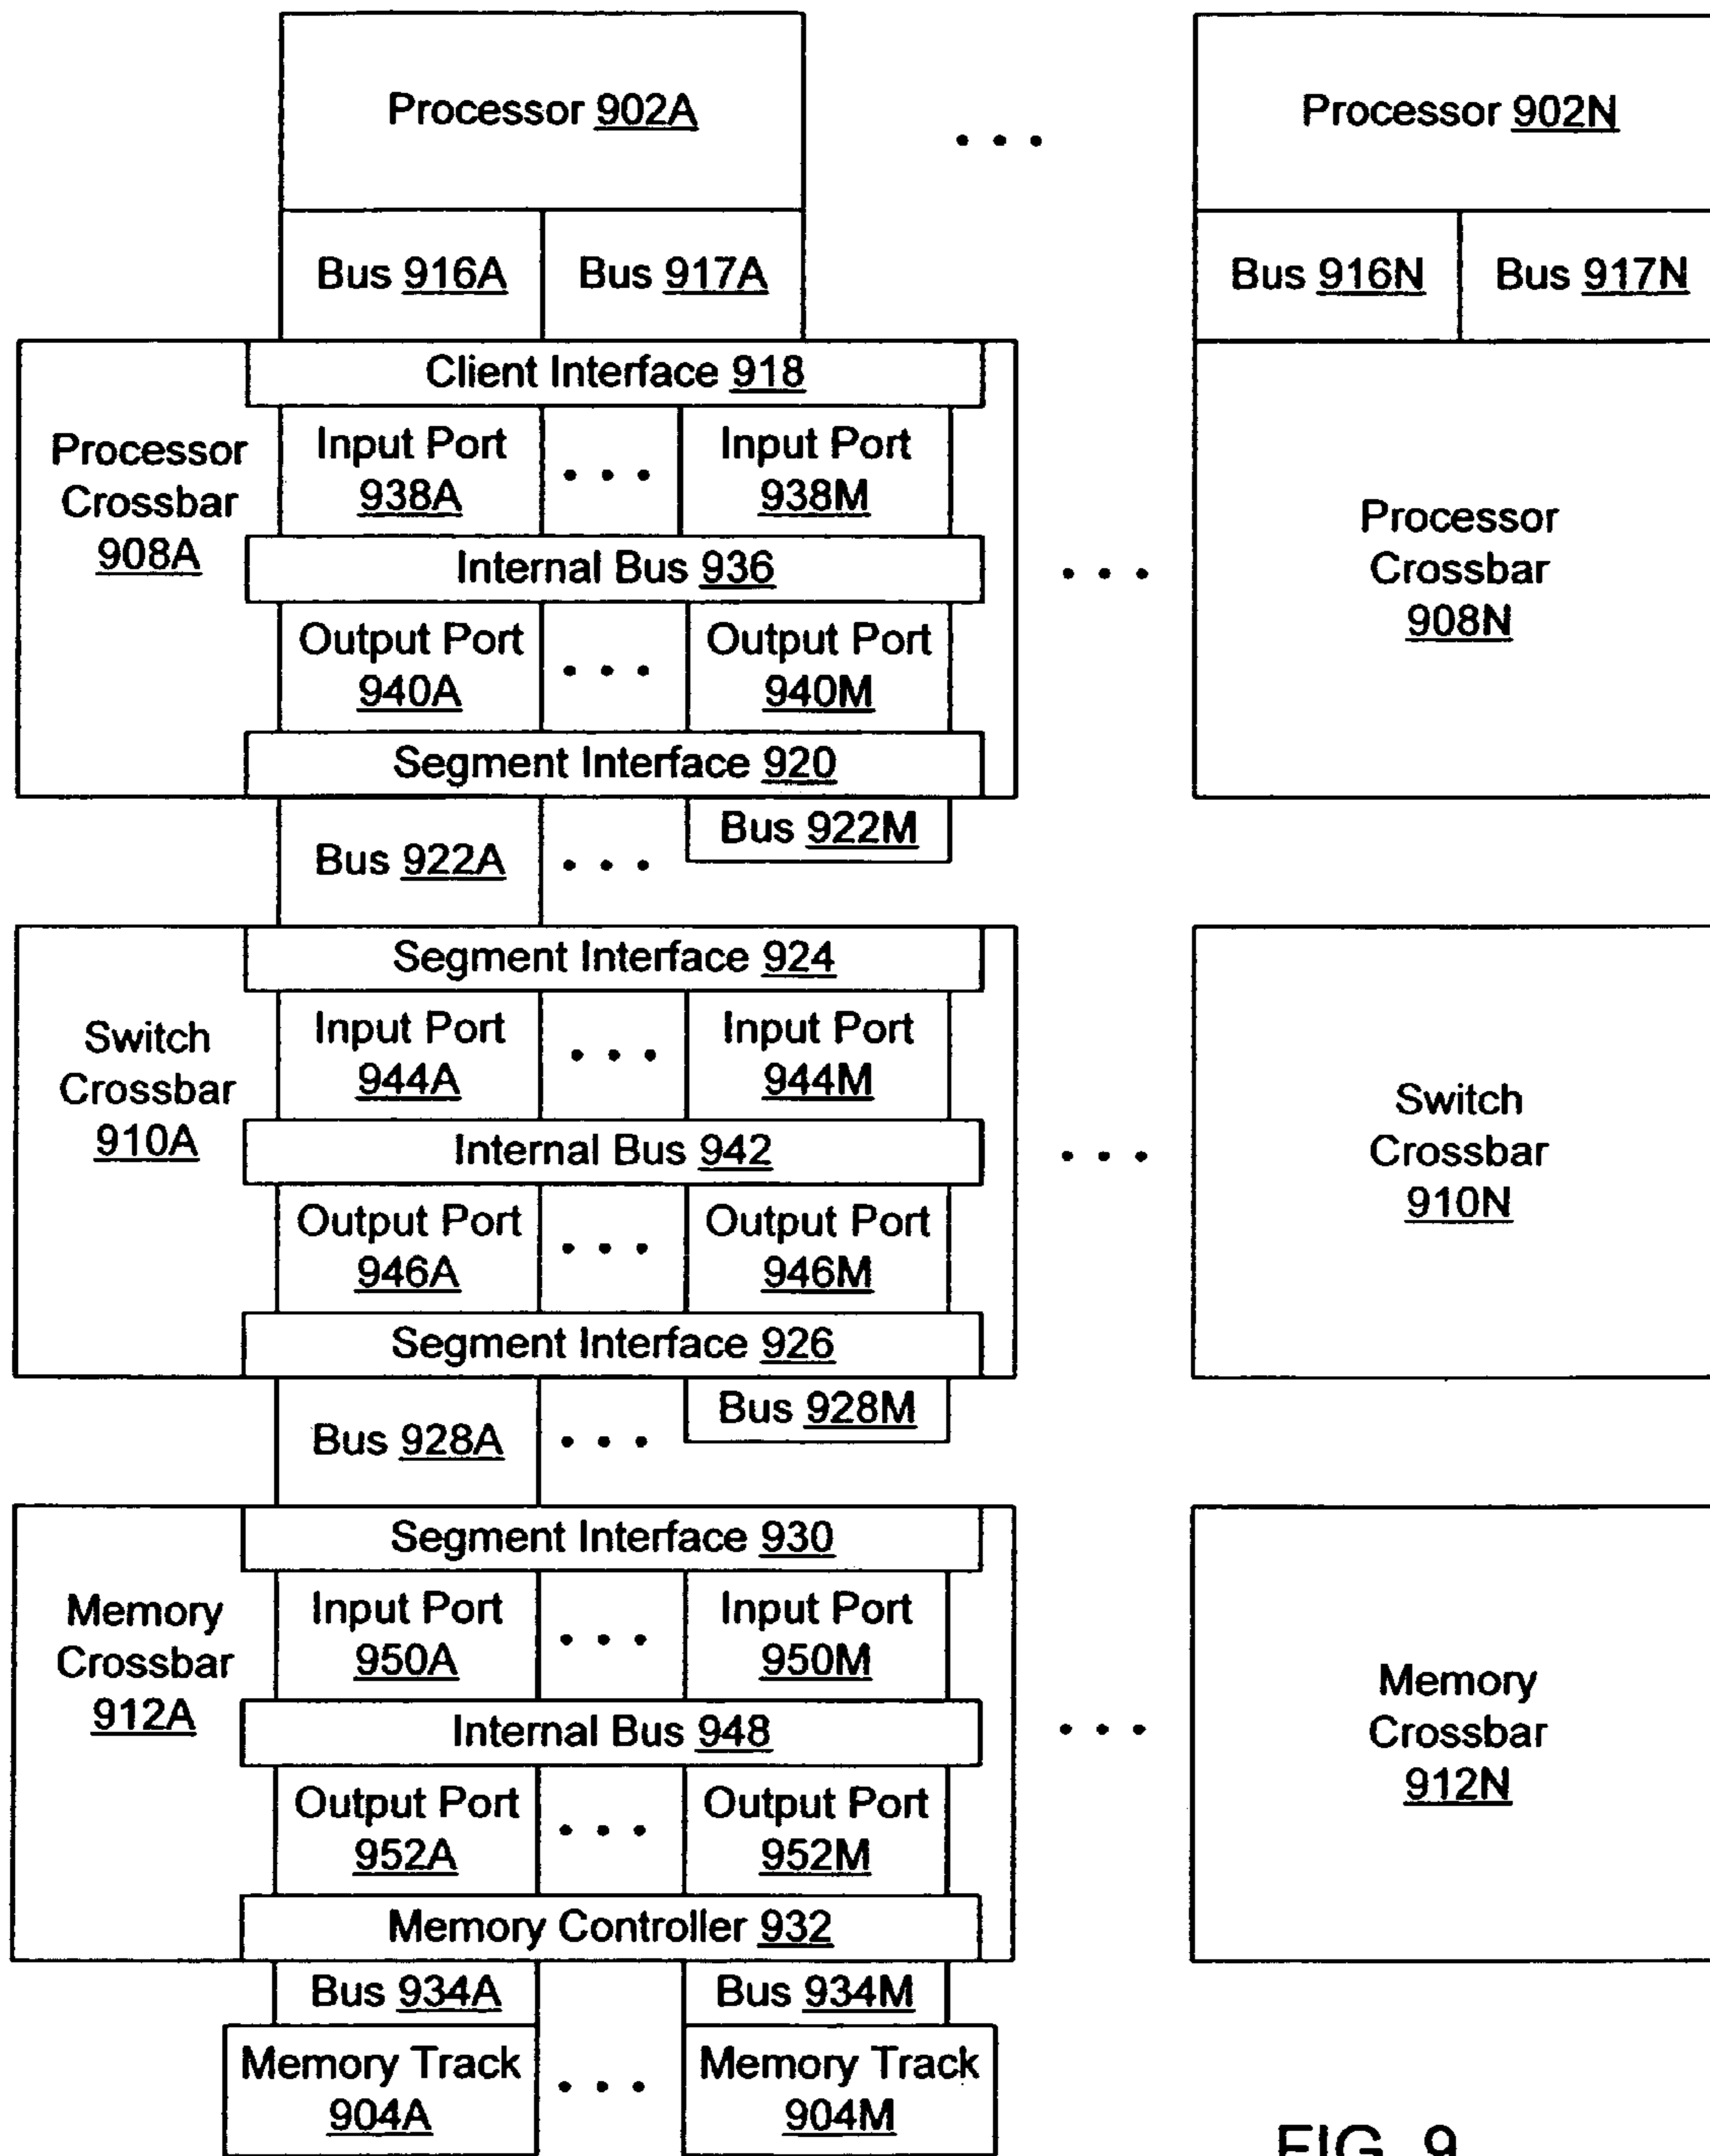 Processor 902A
Processor 902N
Bus 916A
Bus 917A
Bus 916N
Bus 917N
Client Interface 918
Processor
Crossbar
908A
Input Port
938A
Input Port
938M
Internal Bus 936
Output Port
940A
Output Port
940M
Segment Interface 920
Processor
Crossbar
908N
Bus 922A
Bus 922M
Segment Interface 924
Switch
Crossbar
910A
Input Port
944A
Input Port
944M
Internal Bus 942
Output Port
946A
Output Port
946M
Segment Interface 926
Switch
Crossbar
910N
Bus 928A
Bus 928M
Segment Interface 930
Memory
Crossbar
912A
Input Port
950A
Input Port
950M
Internal Bus 948
Output Port
952A
Output Port
952M
Memory Controller 932
Memory
Crossbar
912N
Bus 934A
Bus 934M
Memory Track
904A
Memory Track
904M
FIG. 9